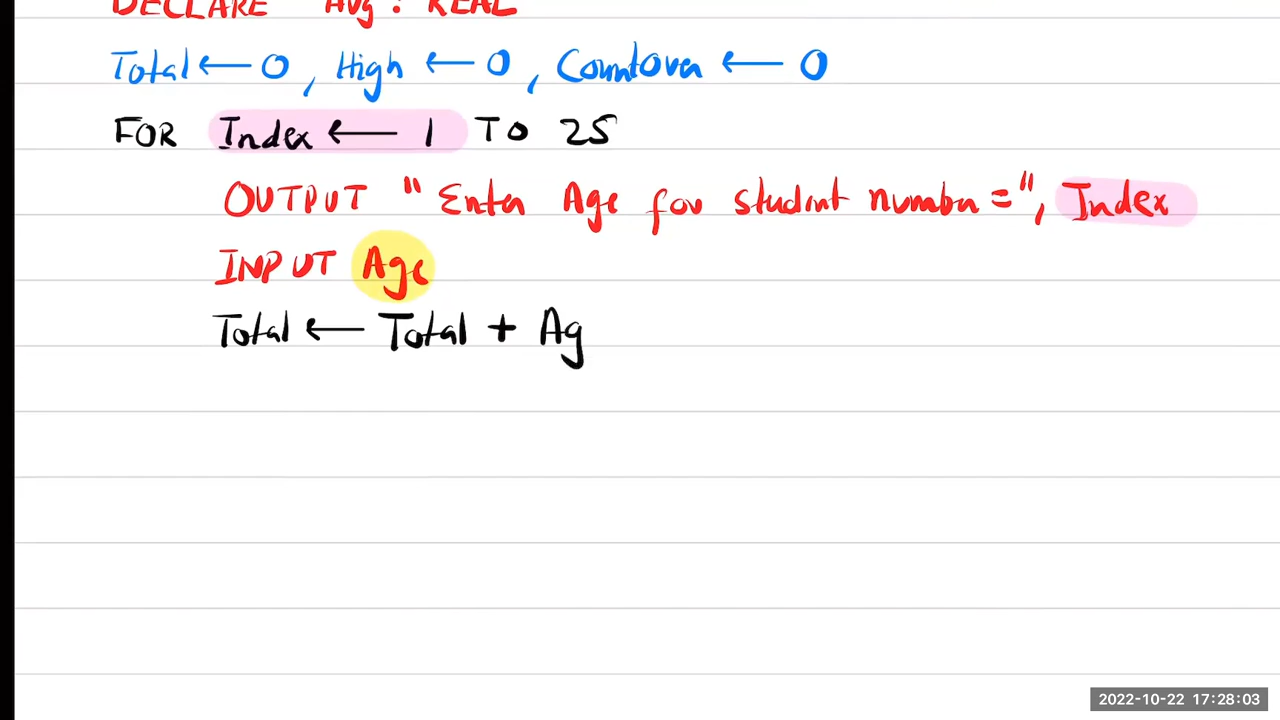 DECLARE Avg : REAL
Total ← 0 , High ← 0 , Countover ← 0
FOR Index ← 1 TO 25
OUTPUT " Enter Age for student number = ", Index
INPUT Age
Total ← Total + Ag
2022-10-22 17:28:03